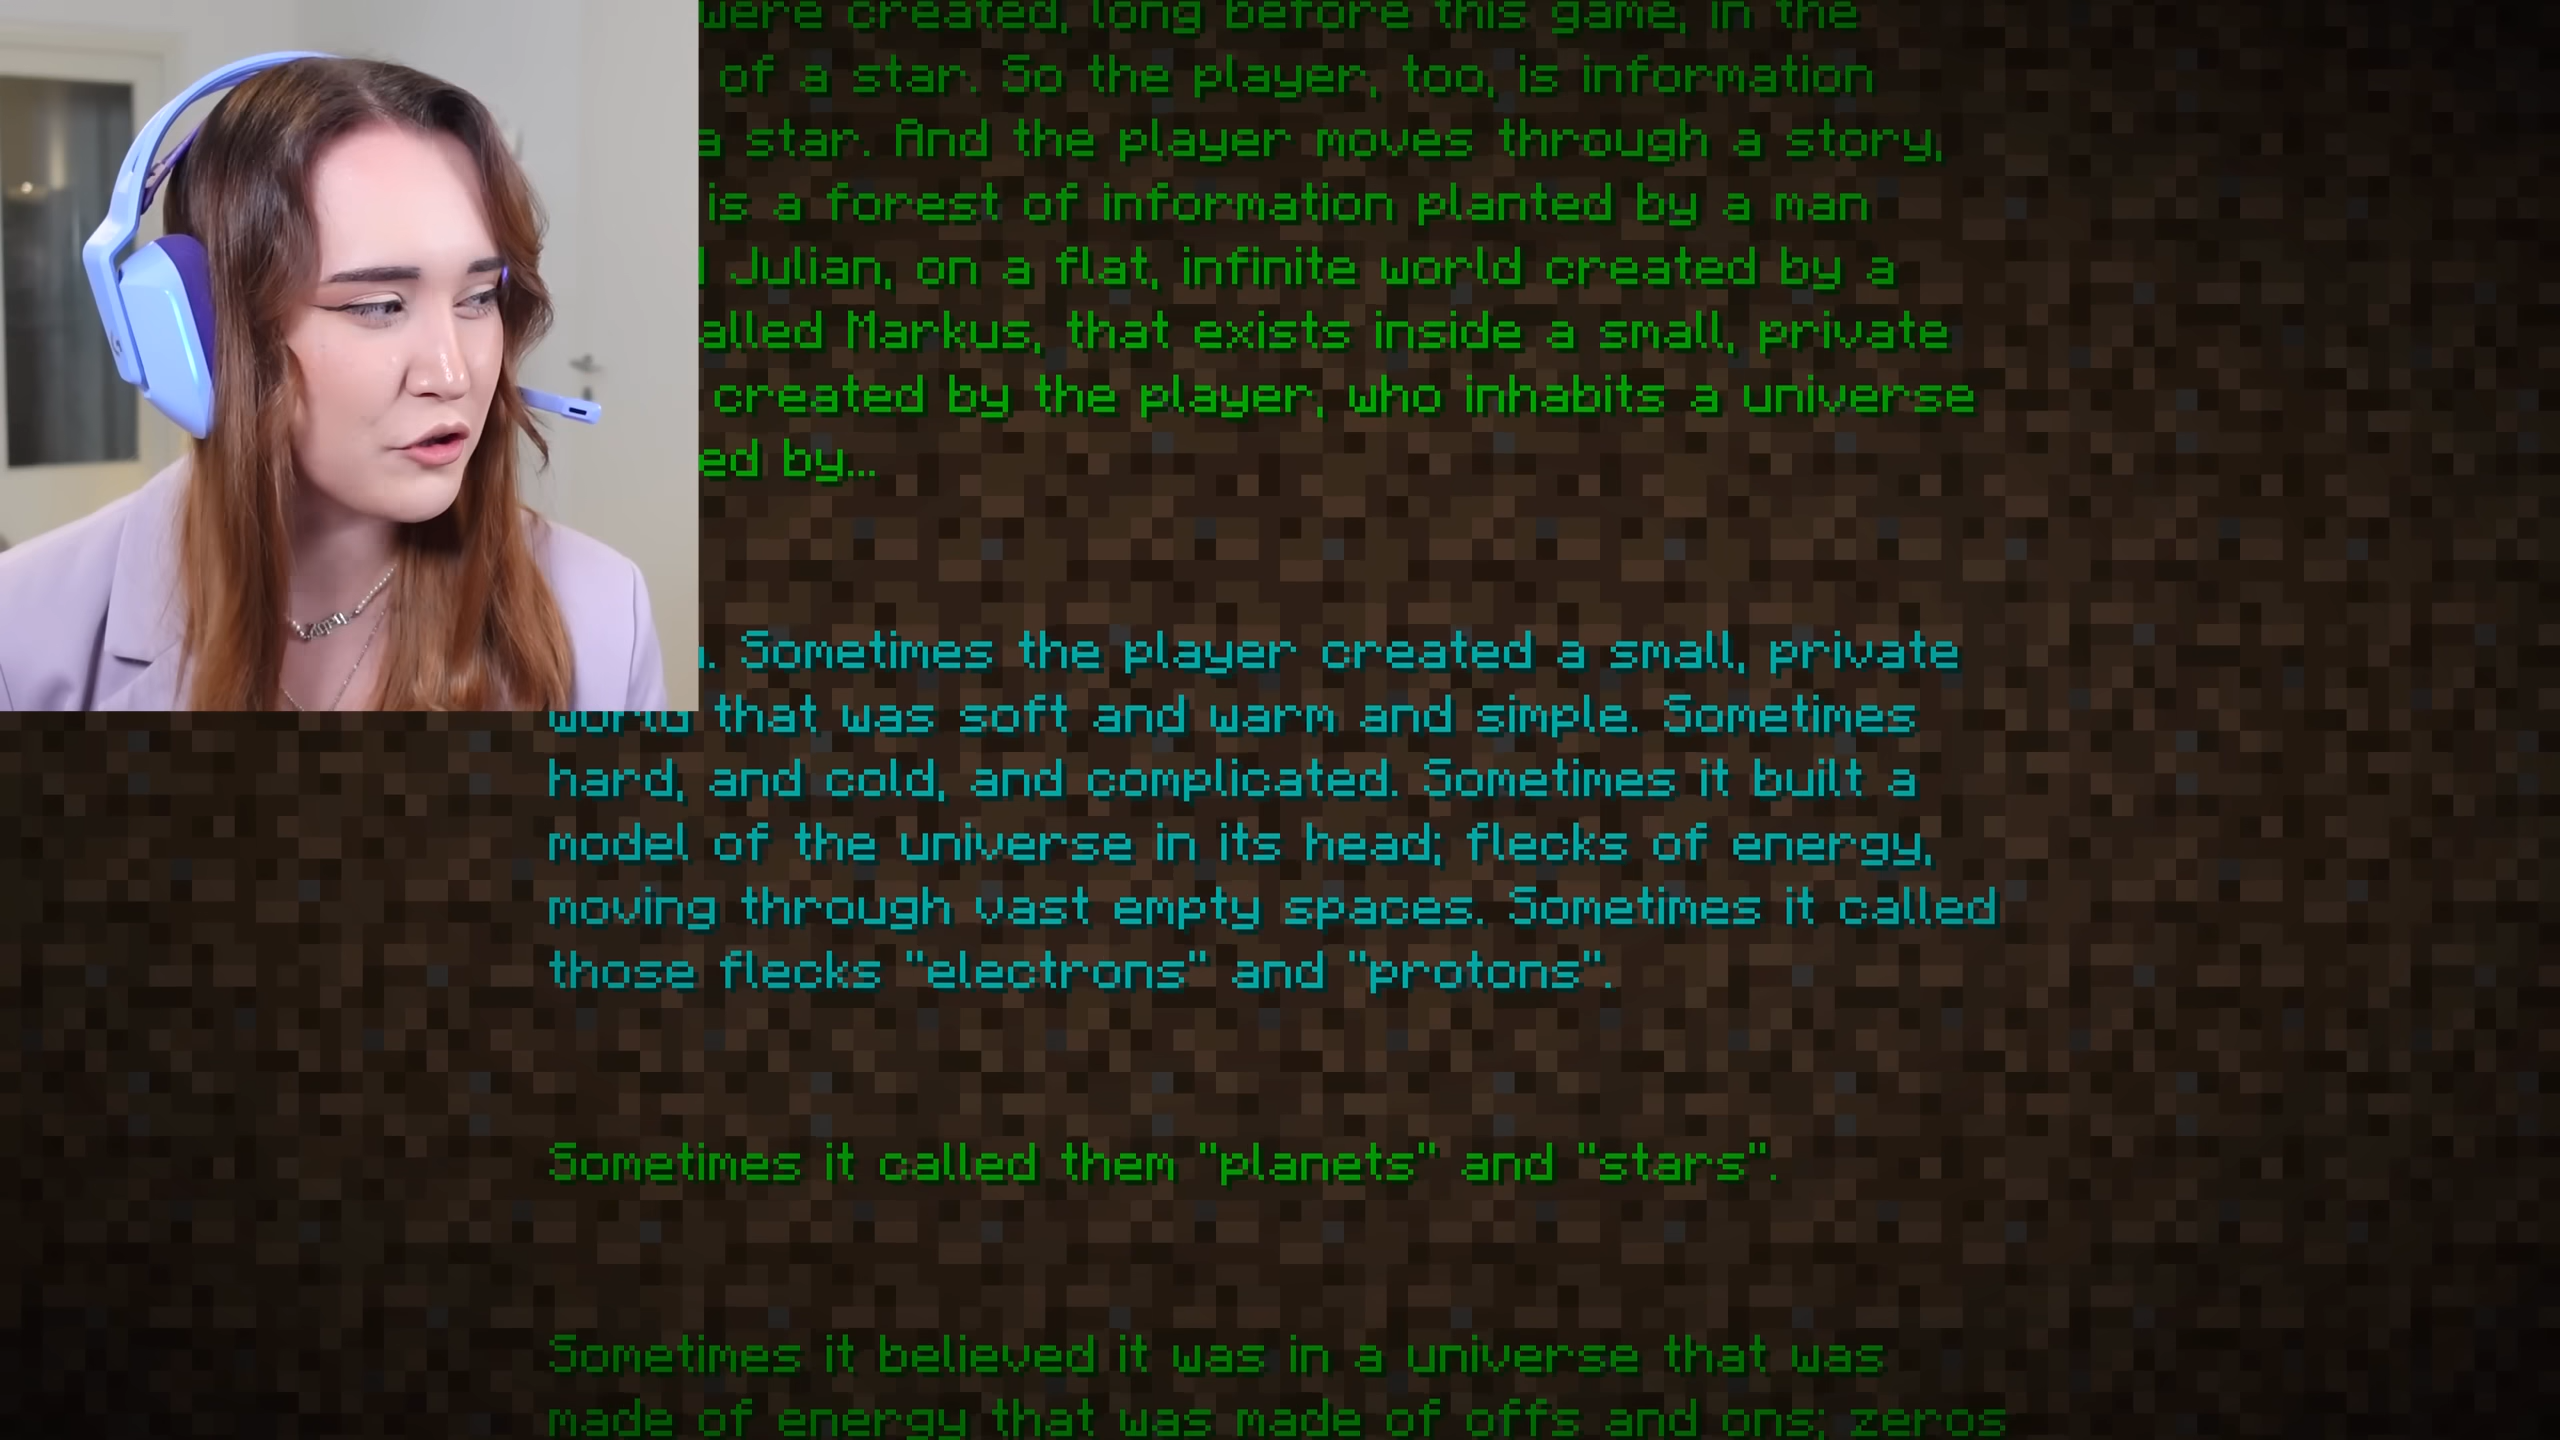 were created, long before this game, in the
of a star. So the player, too, is information
a star. And the player moves through a story,
is a forest of information planted by a man
Julian, on a flat, infinite world created by a
alled Markus, that exists inside a small, private
created by the player, who inhabits a universe
ed by...
. Sometimes the player created a small, private
world that was soft and warm and simple. Sometimes
hard, and cold, and complicated. Sometimes it built a
model of the universe in its head; flecks of energy,
moving through vast empty spaces. Sometimes it called
those flecks "electrons" and "protons".
Sometimes it called them "planets" and "stars".
Sometimes it believed it was in a universe that was
made of energy that was made of offs and ons; zeros